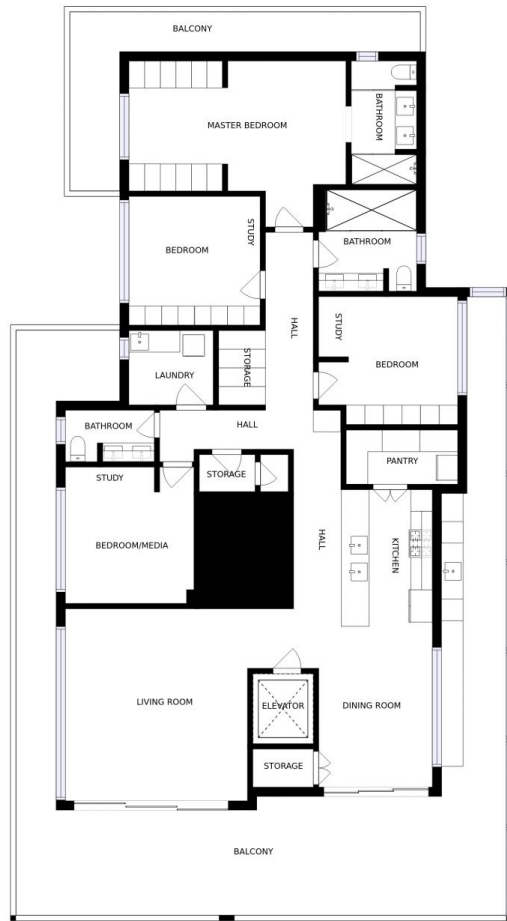 BALCONY
MASTER BEDROOM
BATHROOM
BEDROOM
STUDY
BATHROOM
HALL
STUDY
BEDROOM
LAUNDRY
STORAGE
BATHROOM
HALL
PANTRY
STUDY
STORAGE
BEDROOM/MEDIA
HALL
KITCHEN
LIVING ROOM
ELEVATOR
DINING ROOM
STORAGE
BALCONY